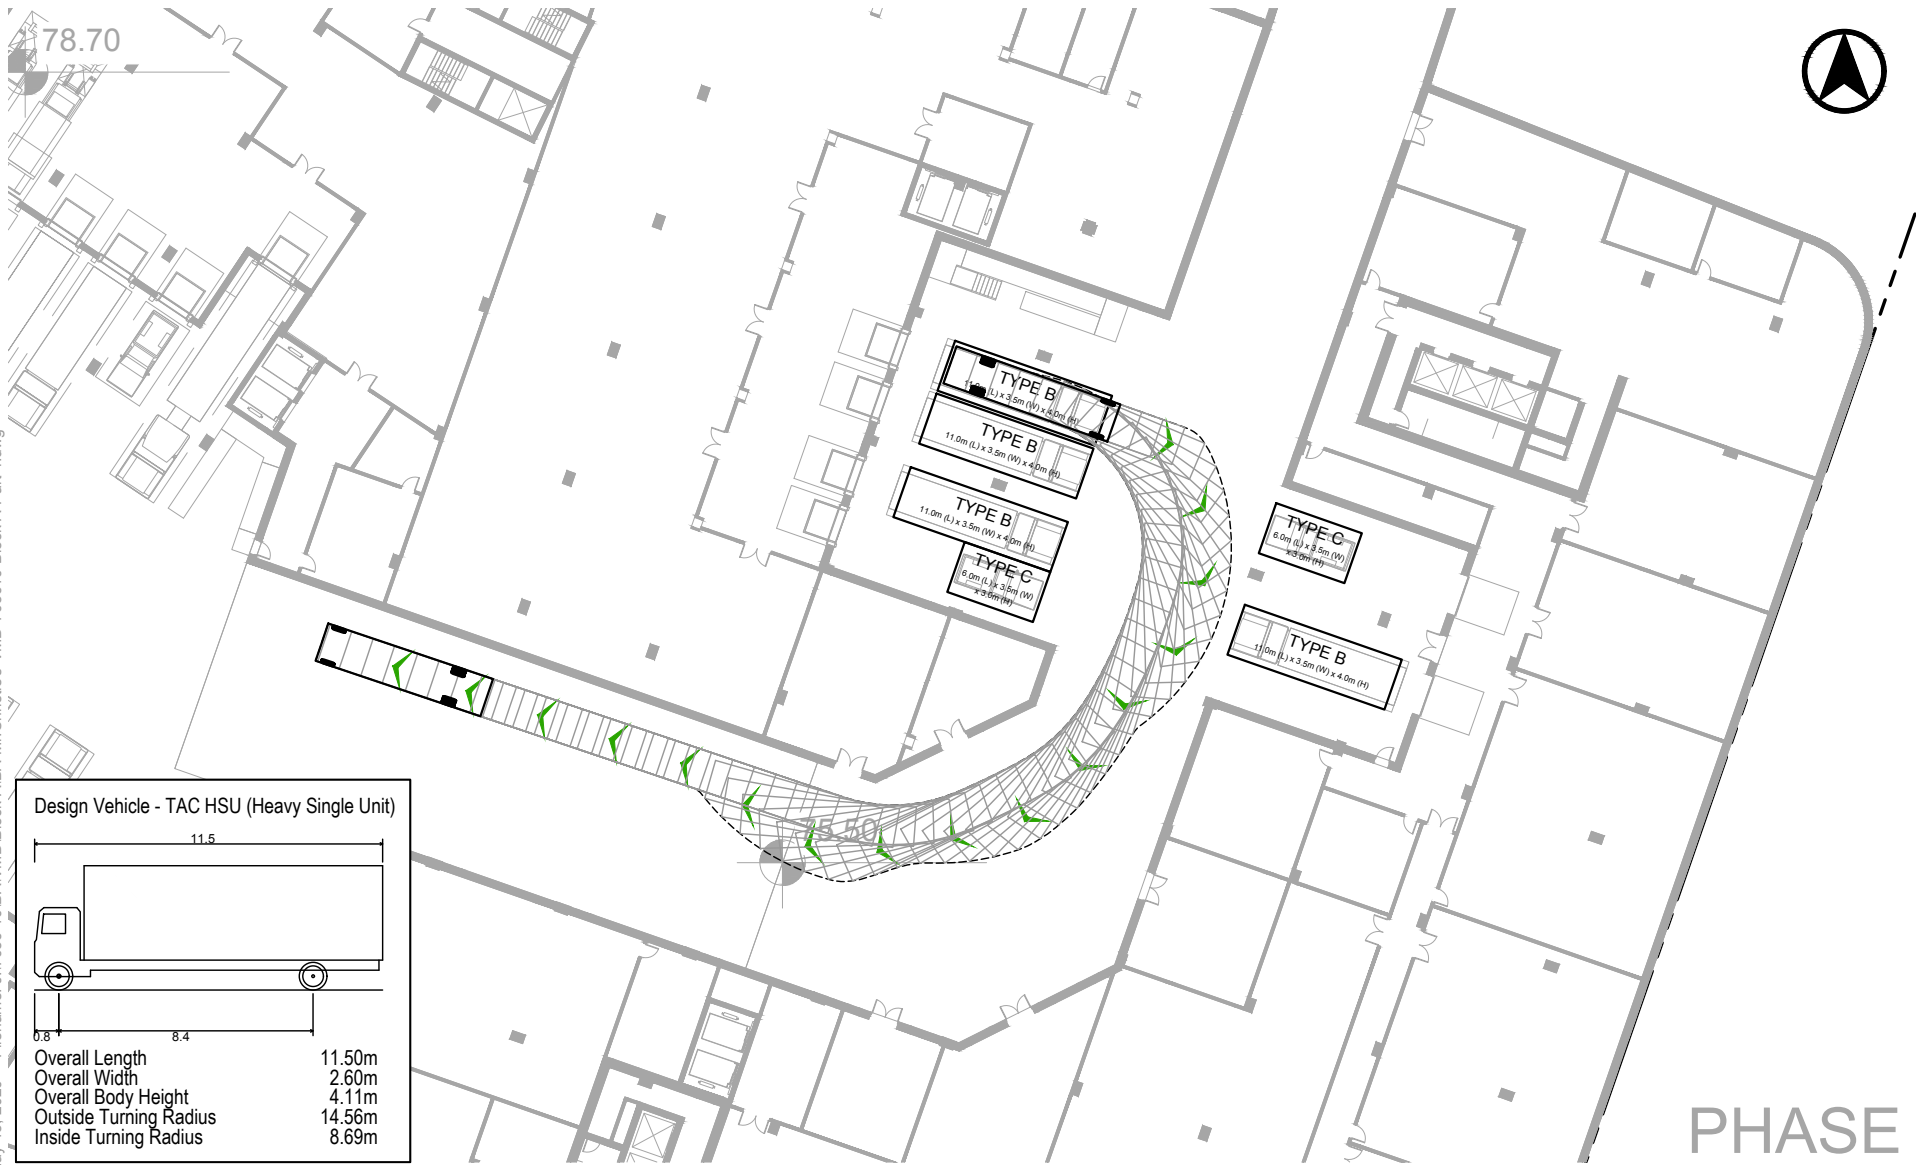 78.70
TYPE B
11.0m (L) x 3.5m (W) x 4.0m (H)
TYPE B
11.0m (L) x 3.5m (W) x 4.0m (H)
TYPE B
11.0m (L) x 3.5m (W) x 4.0m (H)
TYPE C
6.0m (L) x 3.5m (W)
x 3.0m (H)
TYPE C
6.0m (L) x 3.5m (W)
x 3.0m (H)
TYPE B
11.0m (L) x 3.5m (W) x 4.0m (H)
75.50
Design Vehicle - TAC HSU (Heavy Single Unit)
11.5
0.8
8.4
Overall Length 11.50m
Overall Width 2.60m
Overall Body Height 4.11m
Outside Turning Radius 14.56m
Inside Turning Radius 8.69m
PHASE